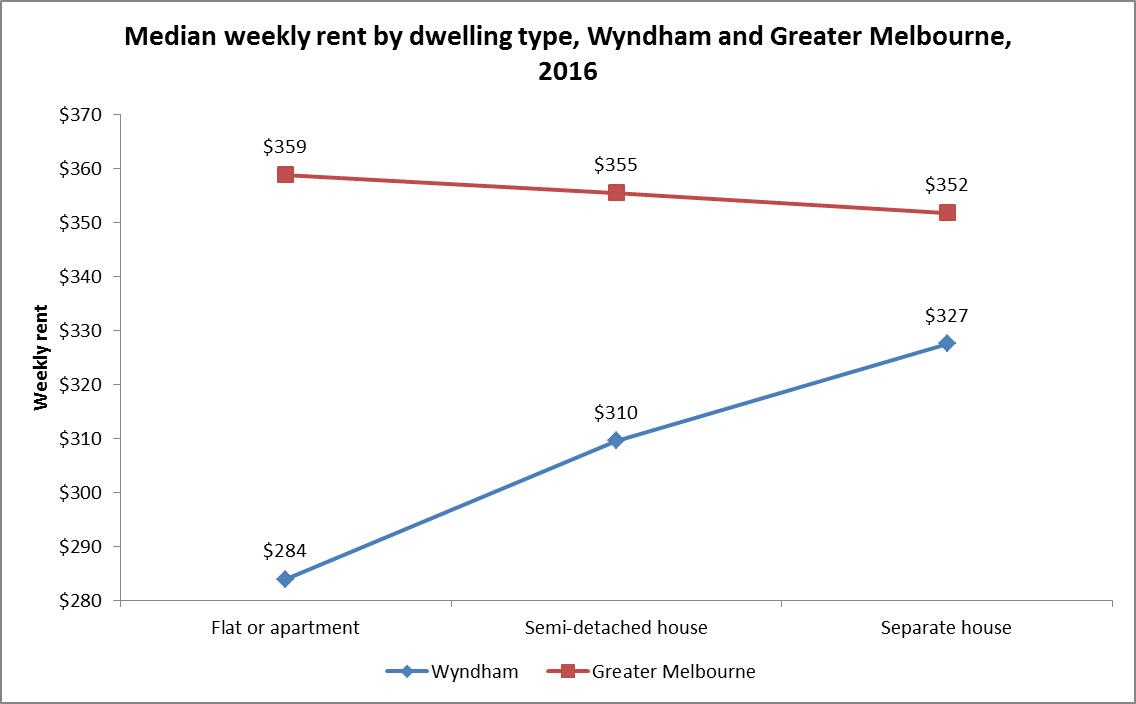 Median weekly rent by dwelling type, Wyndham and Greater Melbourne,
2016
Weekly rent
$370
$360
$350
$340
$330
$320
$310
$300
$290
$280
$359
$355
$352
$327
$310
$284
Flat or apartment
Semi-detached house
Separate house
Wyndham
Greater Melbourne